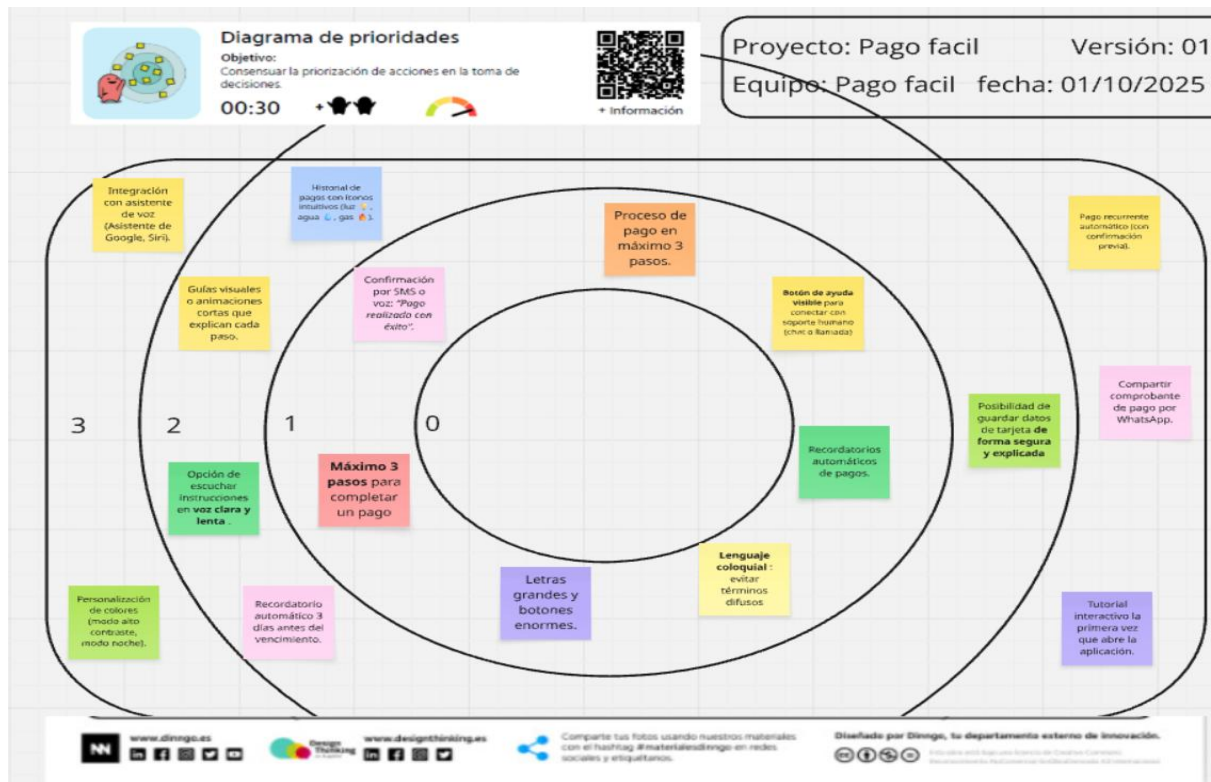 Diagrama de prioridades
Objetivo:
Consensuar la priorización de acciones en la toma de
decisiones.
00:30
+
+ Información
Proyecto: Pago facil Versión: 01
Equipo: Pago facil fecha: 01/10/2025
Integración
con asistente
de voz
(Asistente de
Google, Siri).
Historial de
pagos con íconos
intuitivos (luz 💡,
agua 💧, gas 🔥).
Proceso de
pago en
máximo 3
pasos.
Pago recurrente
automático (con
confirmación
previa).
Guías visuales
o animaciones
cortas que
explican cada
paso.
Confirmación
por SMS o
voz: "Pago
realizado con
éxito".
Botón de ayuda
visible para
conectar con
soporte humano
(chat o llamada)
3
2
1
0
Posibilidad de
guardar datos
de tarjeta de
forma segura
y explicada
Compartir
comprobante
de pago por
WhatsApp.
Opción de
escuchar
instrucciones
en voz clara y
lenta .
Máximo 3
pasos para
completar
un pago
Recordatorios
automáticos
de pagos.
Personalización
de colores
(modo alto
contraste,
modo noche).
Recordatorio
automático 3
días antes del
vencimiento.
Letras
grandes y
botones
enormes.
Lenguaje
coloquial :
evitar
términos
difusos
Tutorial
interactivo la
primera vez
que abre la
aplicación.
NN
www.dinngo.es
Design
Thinking
www.designthinking.es
Comparte tus fotos usando nuestros materiales
con el hashtag #materialesdinngo en redes
sociales y etiquétanos.
Diseñado por Dinngo, tu departamento externo de innovación.